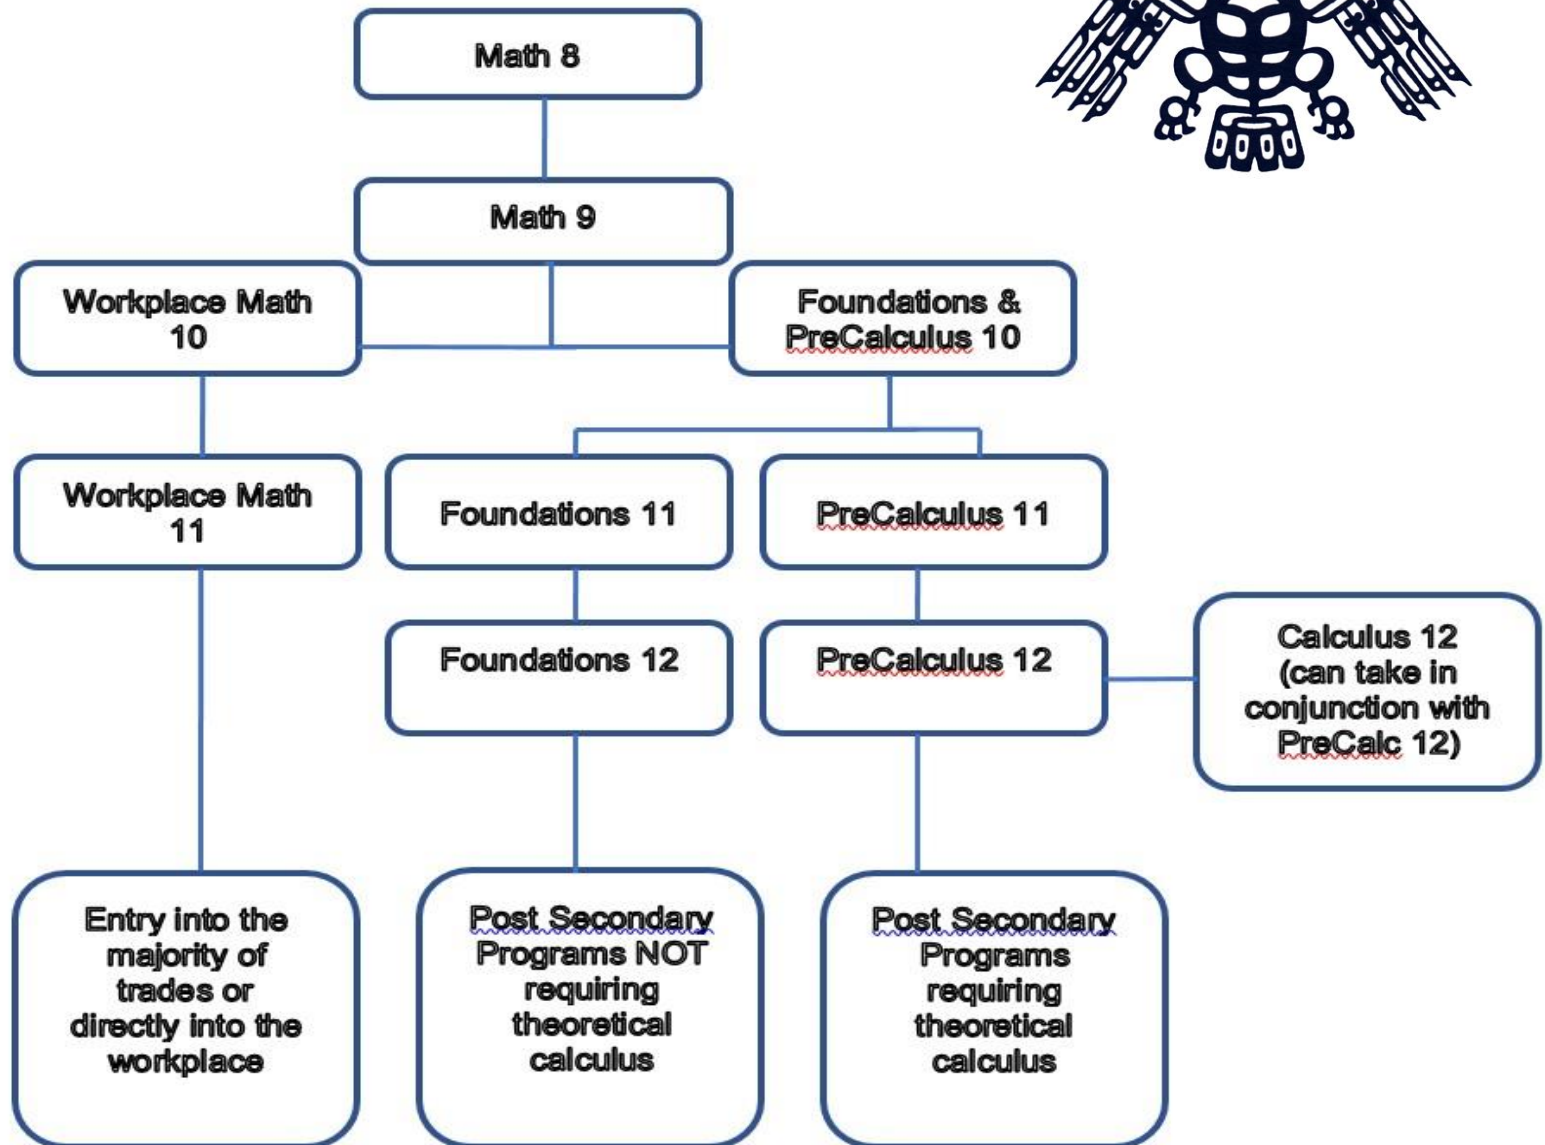 Math 8
Math 9
Workplace Math
10
Foundations &
PreCalculus 10
Workplace Math
11
Foundations 11
PreCalculus 11
Foundations 12
PreCalculus 12
Calculus 12
(can take in
conjunction with
PreCalc 12)
Entry into the
majority of
trades or
directly into the
workplace
Post Secondary
Programs NOT
requiring
theoretical
calculus
Post Secondary
Programs
requiring
theoretical
calculus